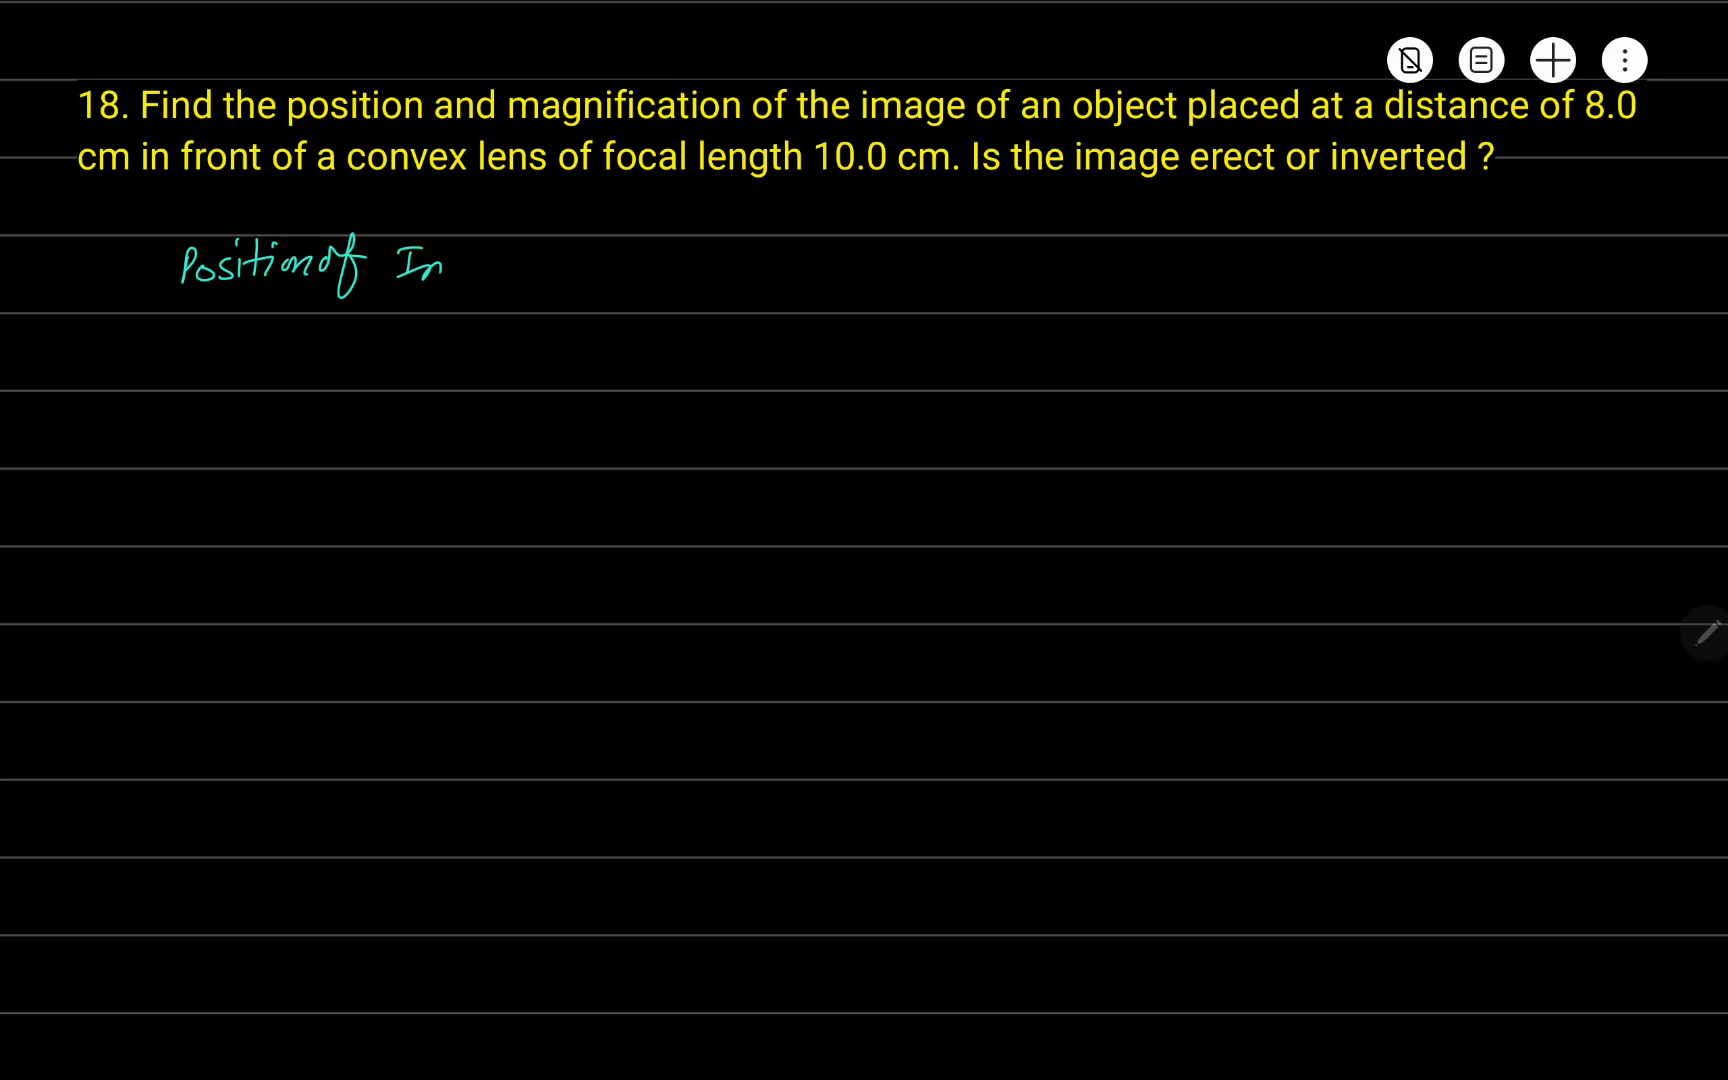 18. Find the position and magnification of the image of an object placed at a distance of 8.0
cm in front of a convex lens of focal length 10.0 cm. Is the image erect or inverted ?
Position of Im